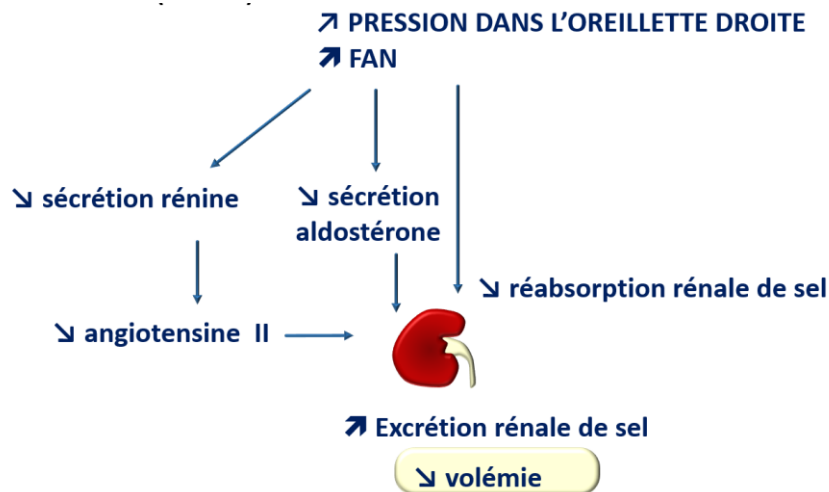 ↗ PRESSION DANS L’OREILLETTE DROITE
↗ FAN
↘ sécrétion rénine
↘ sécrétion
aldostérone
↘ réabsorption rénale de sel
↘ angiotensine II
↗ Excrétion rénale de sel
↘ volémie